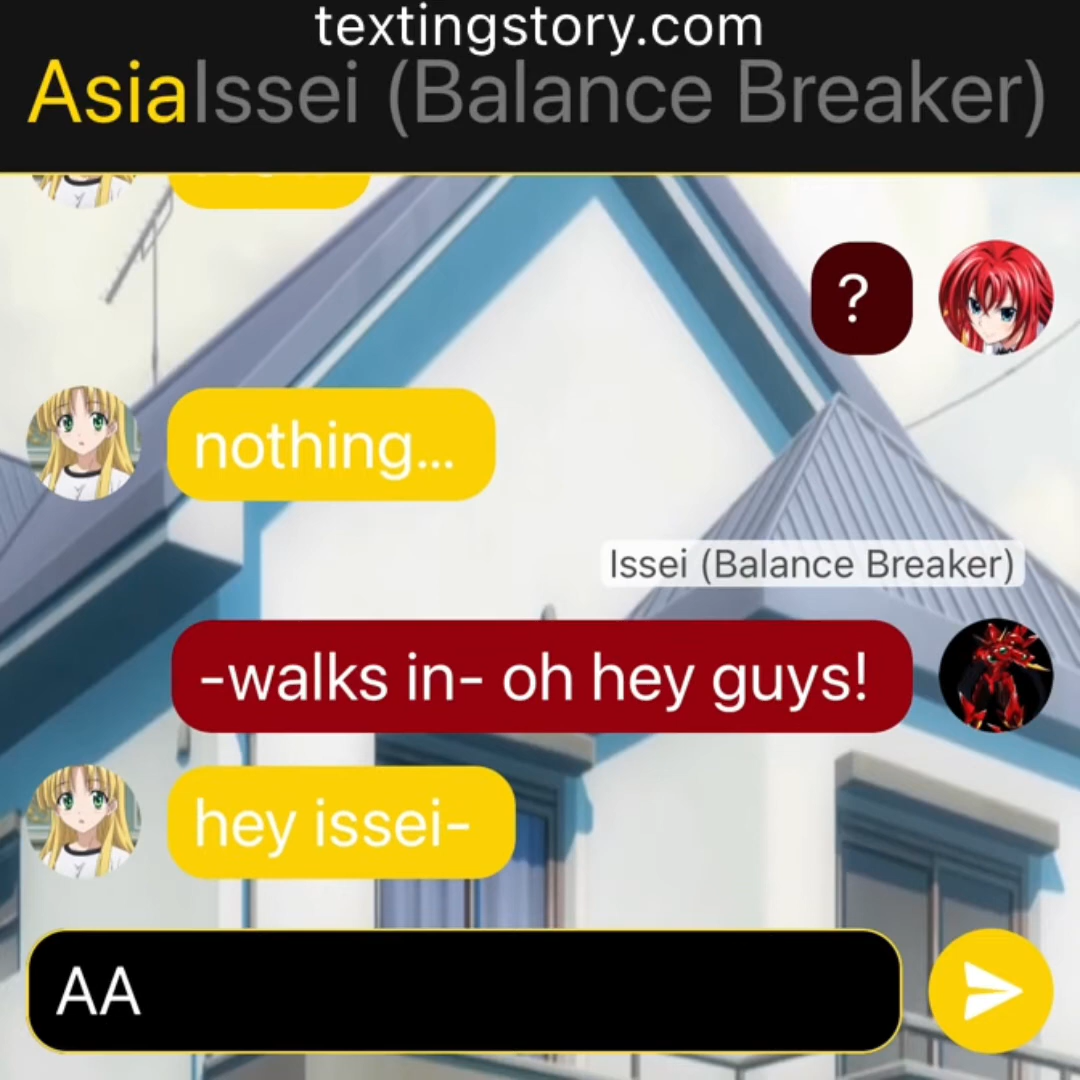 textingstory.com
AsiaIssei (Balance Breaker)
?
nothing...
Issei (Balance Breaker)
-walks in- oh hey guys!
hey issei-
AA